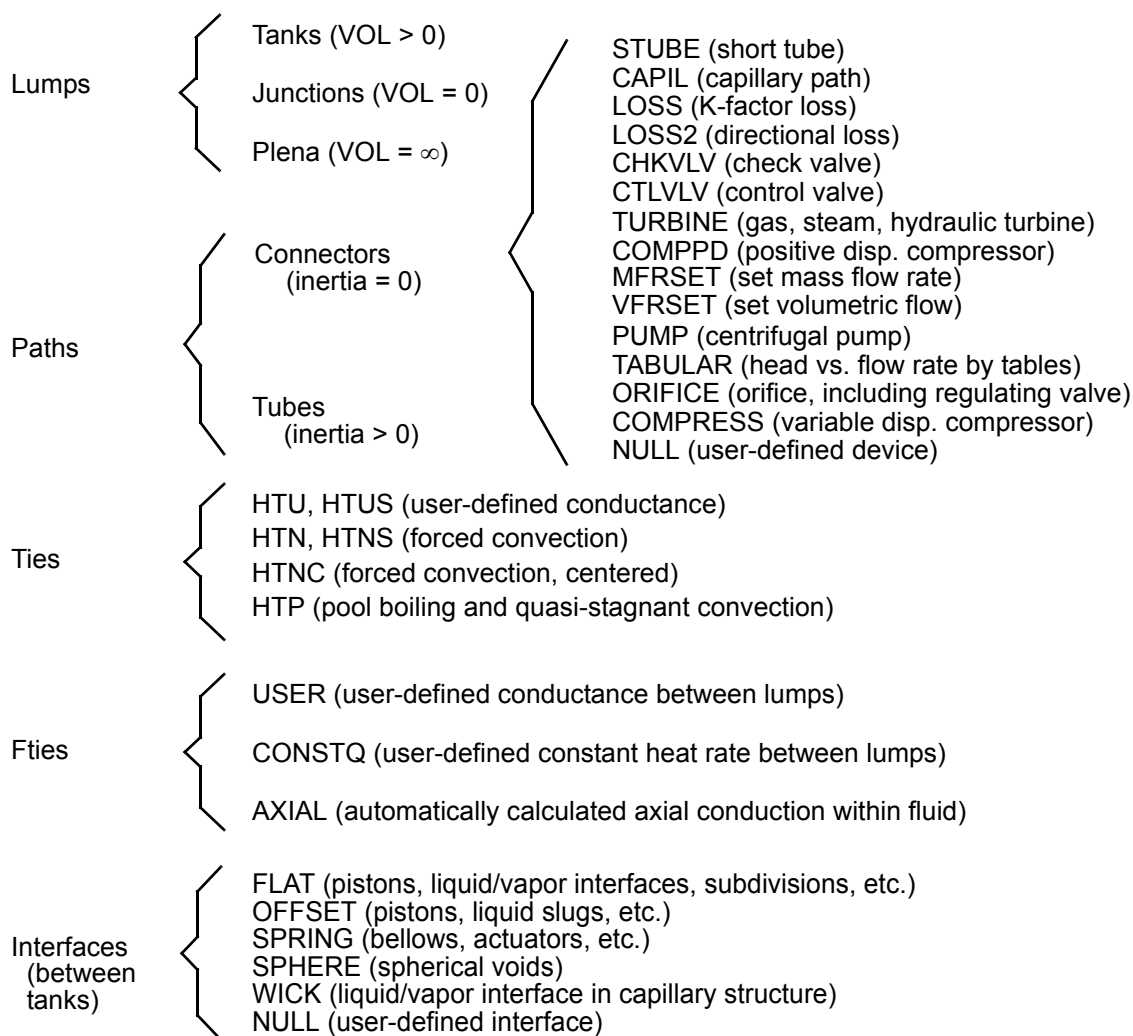 Lumps
Tanks (VOL > 0)
Junctions (VOL = 0)
Plena (VOL = ∞)
Paths
Connectors
(inertia = 0)
Tubes
(inertia > 0)
STUBE (short tube)
CAPIL (capillary path)
LOSS (K-factor loss)
LOSS2 (directional loss)
CHKVLV (check valve)
CTLVLV (control valve)
TURBINE (gas, steam, hydraulic turbine)
COMPPD (positive disp. compressor)
MFRSET (set mass flow rate)
VFRSET (set volumetric flow)
PUMP (centrifugal pump)
TABULAR (head vs. flow rate by tables)
ORIFICE (orifice, including regulating valve)
COMPRESS (variable disp. compressor)
NULL (user-defined device)
Ties
HTU, HTUS (user-defined conductance)
HTN, HTNS (forced convection)
HTNC (forced convection, centered)
HTP (pool boiling and quasi-stagnant convection)
Fties
USER (user-defined conductance between lumps)
CONSTQ (user-defined constant heat rate between lumps)
AXIAL (automatically calculated axial conduction within fluid)
Interfaces
(between
tanks)
FLAT (pistons, liquid/vapor interfaces, subdivisions, etc.)
OFFSET (pistons, liquid slugs, etc.)
SPRING (bellows, actuators, etc.)
SPHERE (spherical voids)
WICK (liquid/vapor interface in capillary structure)
NULL (user-defined interface)